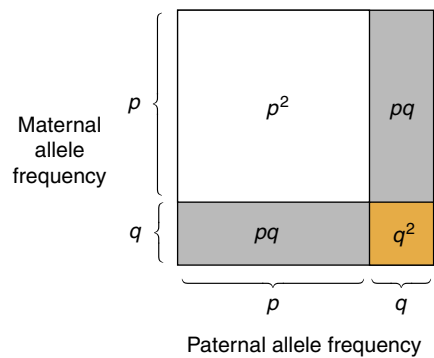 p
p²
pq
Maternal
allele
frequency
q
pq
q²
p
q
Paternal allele frequency